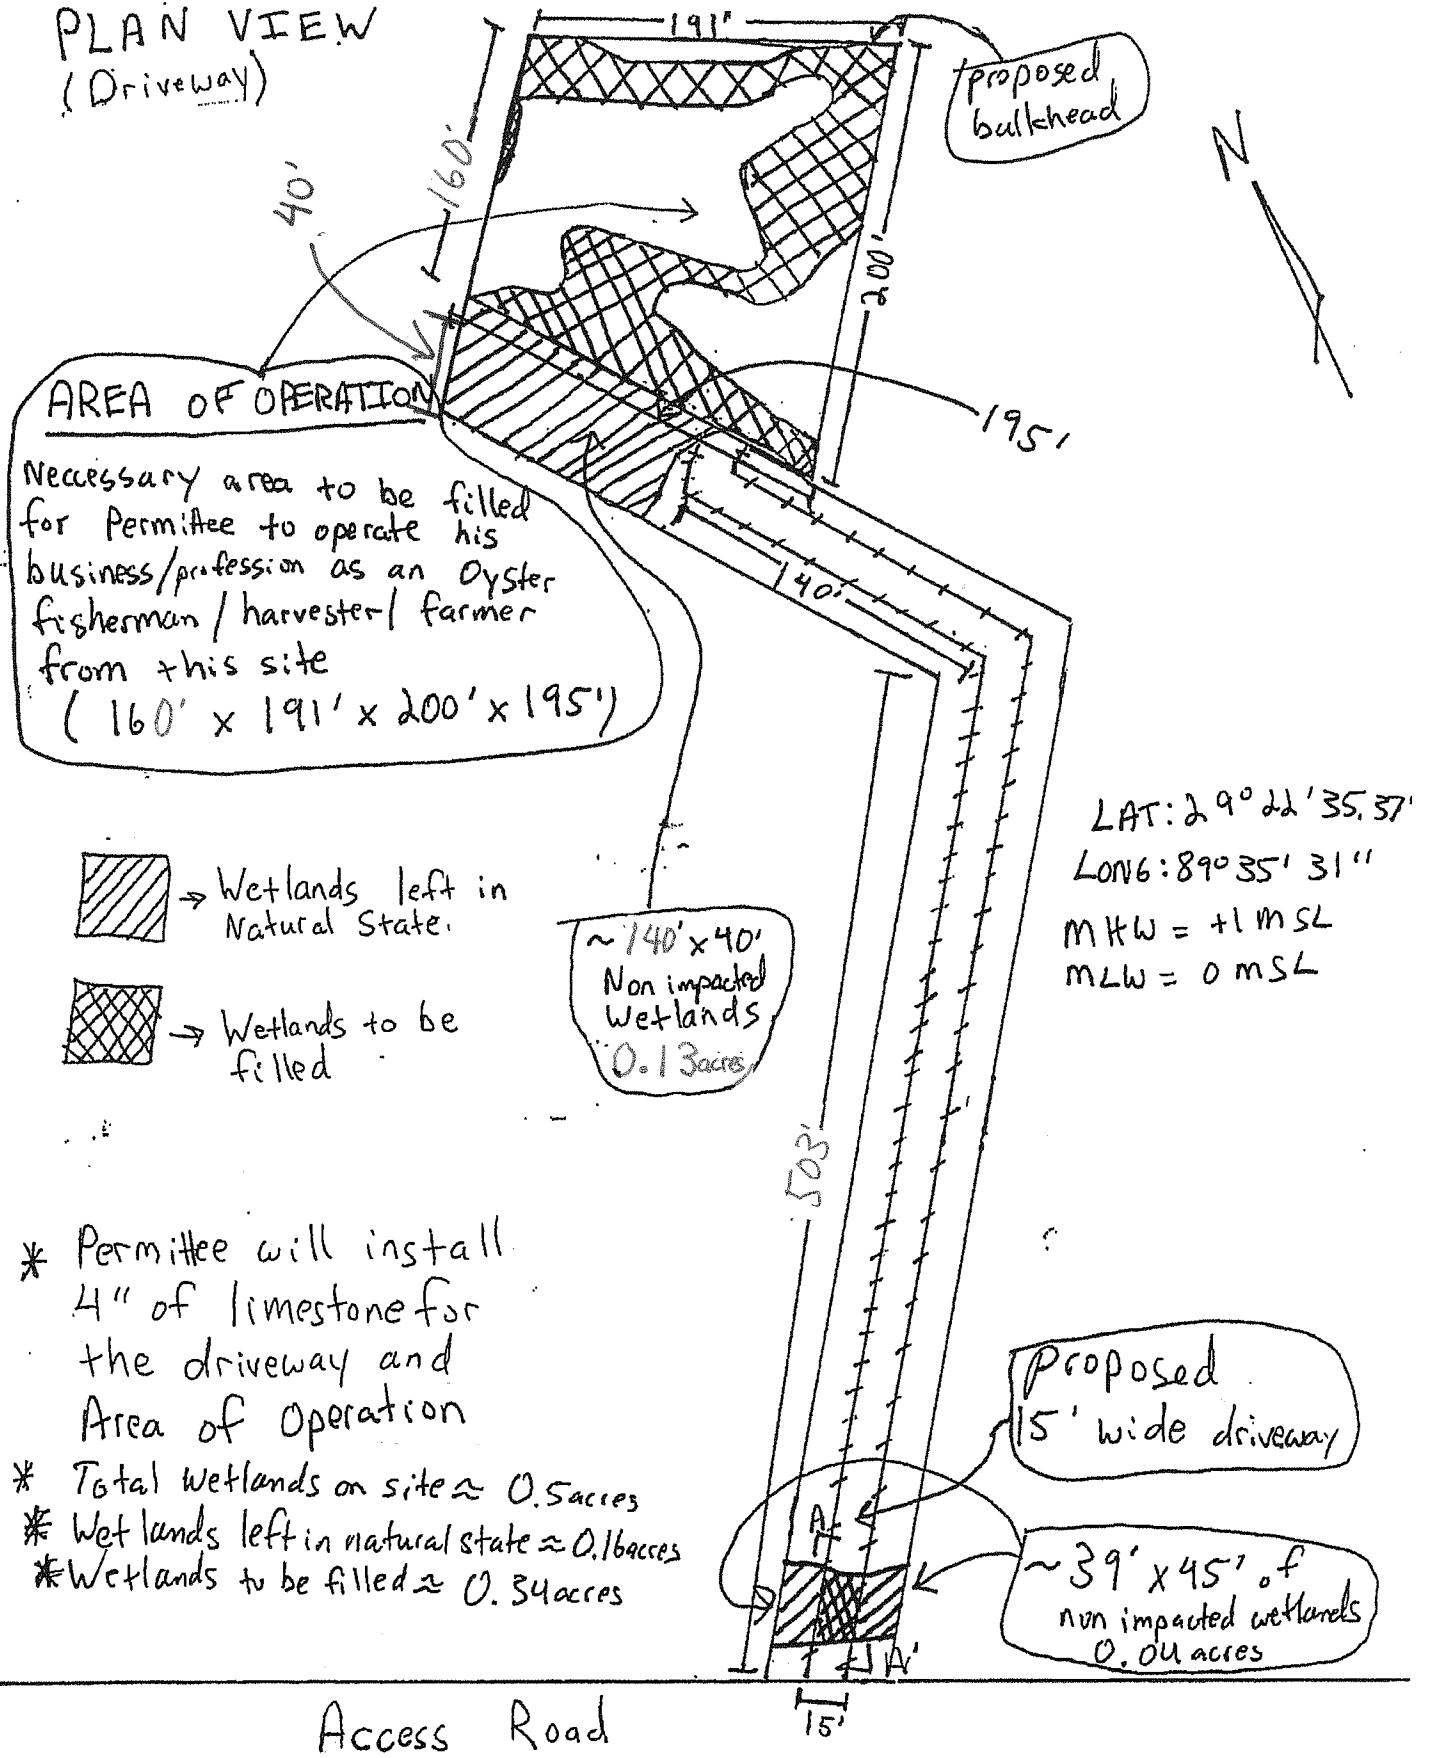 PLAN VIEW
(Driveway)
191'
proposed
bulkhead
N
160'
40'
200'
195'
AREA OF OPERATION
Neccessary area to be filled
for Permittee to operate his
business/profession as an Oyster
fisherman/harvester/farmer
from this site
(160' x 191' x 200' x 195')
140'
LAT: 29° 22' 35.37'
LONG: 89° 35' 31"
MHW = +1 MSL
MLW = 0 MSL
→ Wetlands left in
Natural State.
→ Wetlands to be
filled
~ 140' x 40'
Non impacted
Wetlands
0.13 acres
503'
* Permittee will install
4" of limestone for
the driveway and
Area of Operation
* Total wetlands on site ≈ 0.5 acres
* Wetlands left in natural state ≈ 0.16 acres
* Wetlands to be filled ≈ 0.34 acres
Proposed
15' wide driveway
A
~ 39' x 45' of
non impacted wetlands
0.04 acres
A'
15'
Access Road